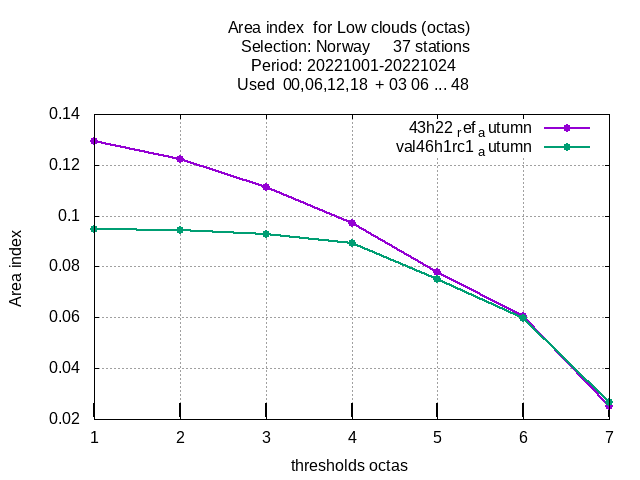 Area index  for Low clouds (octas)
Selection: Norway     37 stations
Period: 20221001-20221024
Used  00,06,12,18  + 03 06 ... 48
43h22 ref a utumn
val46h1rc1 a utumn
0.14
0.12
0.1
0.08
0.06
0.04
0.02
Area index
1 2 3 4 5 6 7
thresholds octas